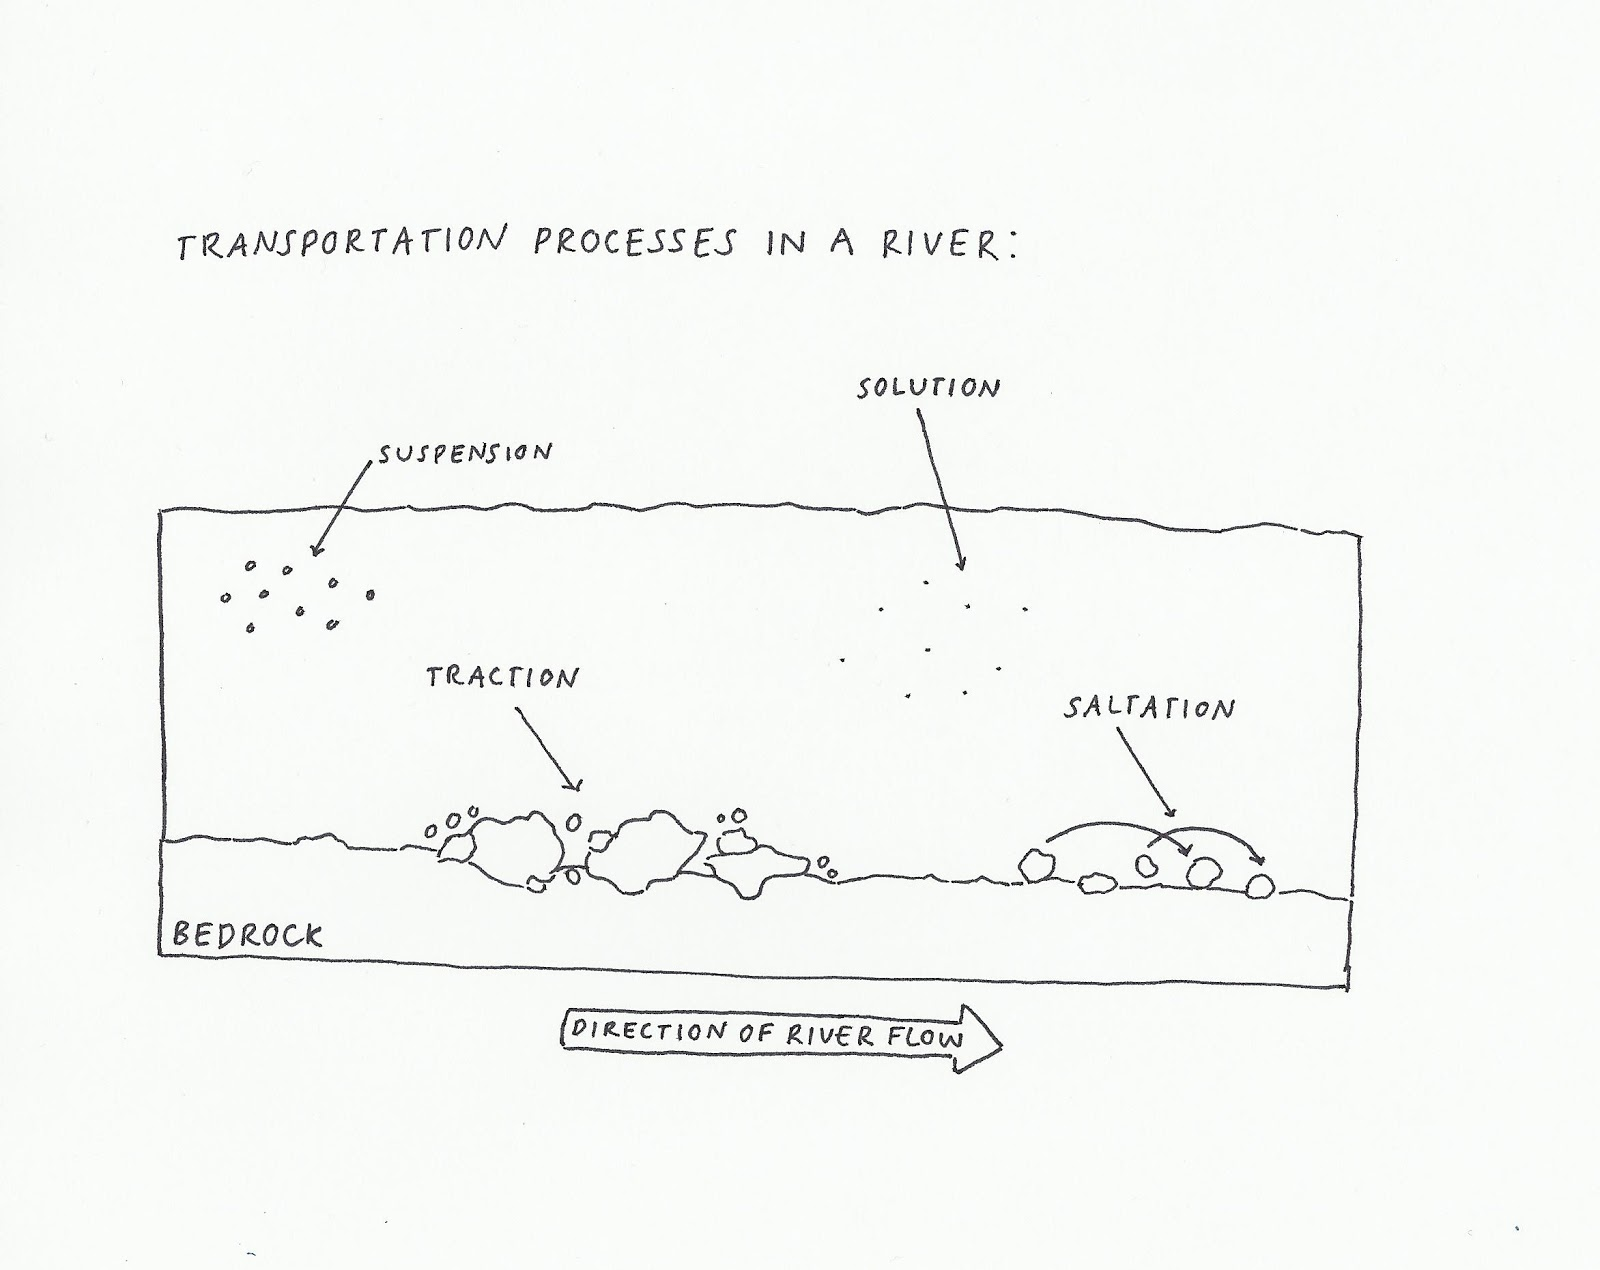 TRANSPORTATION PROCESSES IN A RIVER:
SOLUTION
SUSPENSION
TRACTION
SALTATION
BEDROCK
DIRECTION OF RIVER FLOW